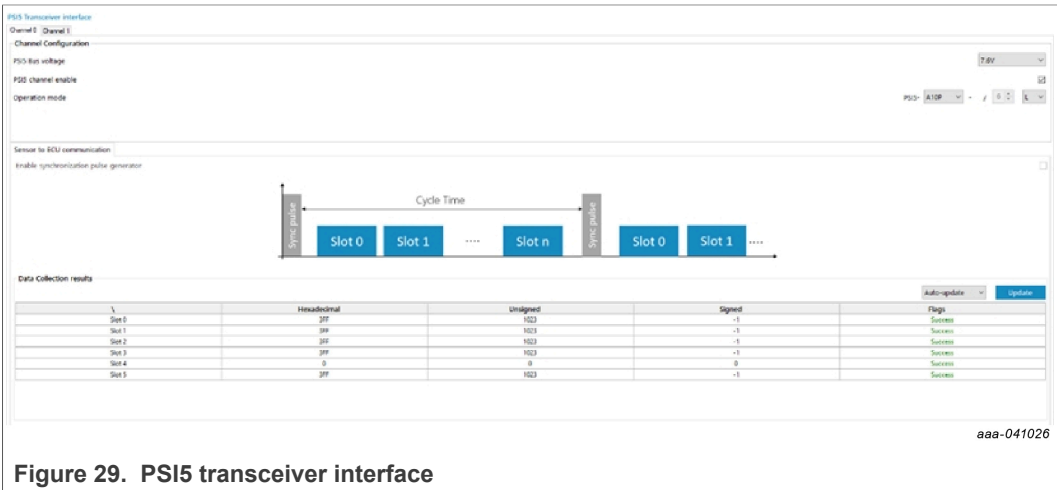 PSI5 Transceiver interface
Channel 0 Channel 1
Channel Configuration
PSI5 Bus voltage 7.6V
PSI5 channel enable
Operation mode PSI5- A10P - / 6 L
Sensor to ECU communication
Enable synchronization pulse generator
Sync pulse Cycle Time Sync pulse
Slot 0 Slot 1 .... Slot n Slot 0 Slot 1 ....
Data Collection results
Auto-update Update
\ Hexadecimal Unsigned Signed Flags
Slot 0 3FF 1023 -1 Success
Slot 1 3FF 1023 -1 Success
Slot 2 3FF 1023 -1 Success
Slot 3 3FF 1023 -1 Success
Slot 4 0 0 0 Success
Slot 5 3FF 1023 -1 Success
aaa-041026
Figure 29. PSI5 transceiver interface